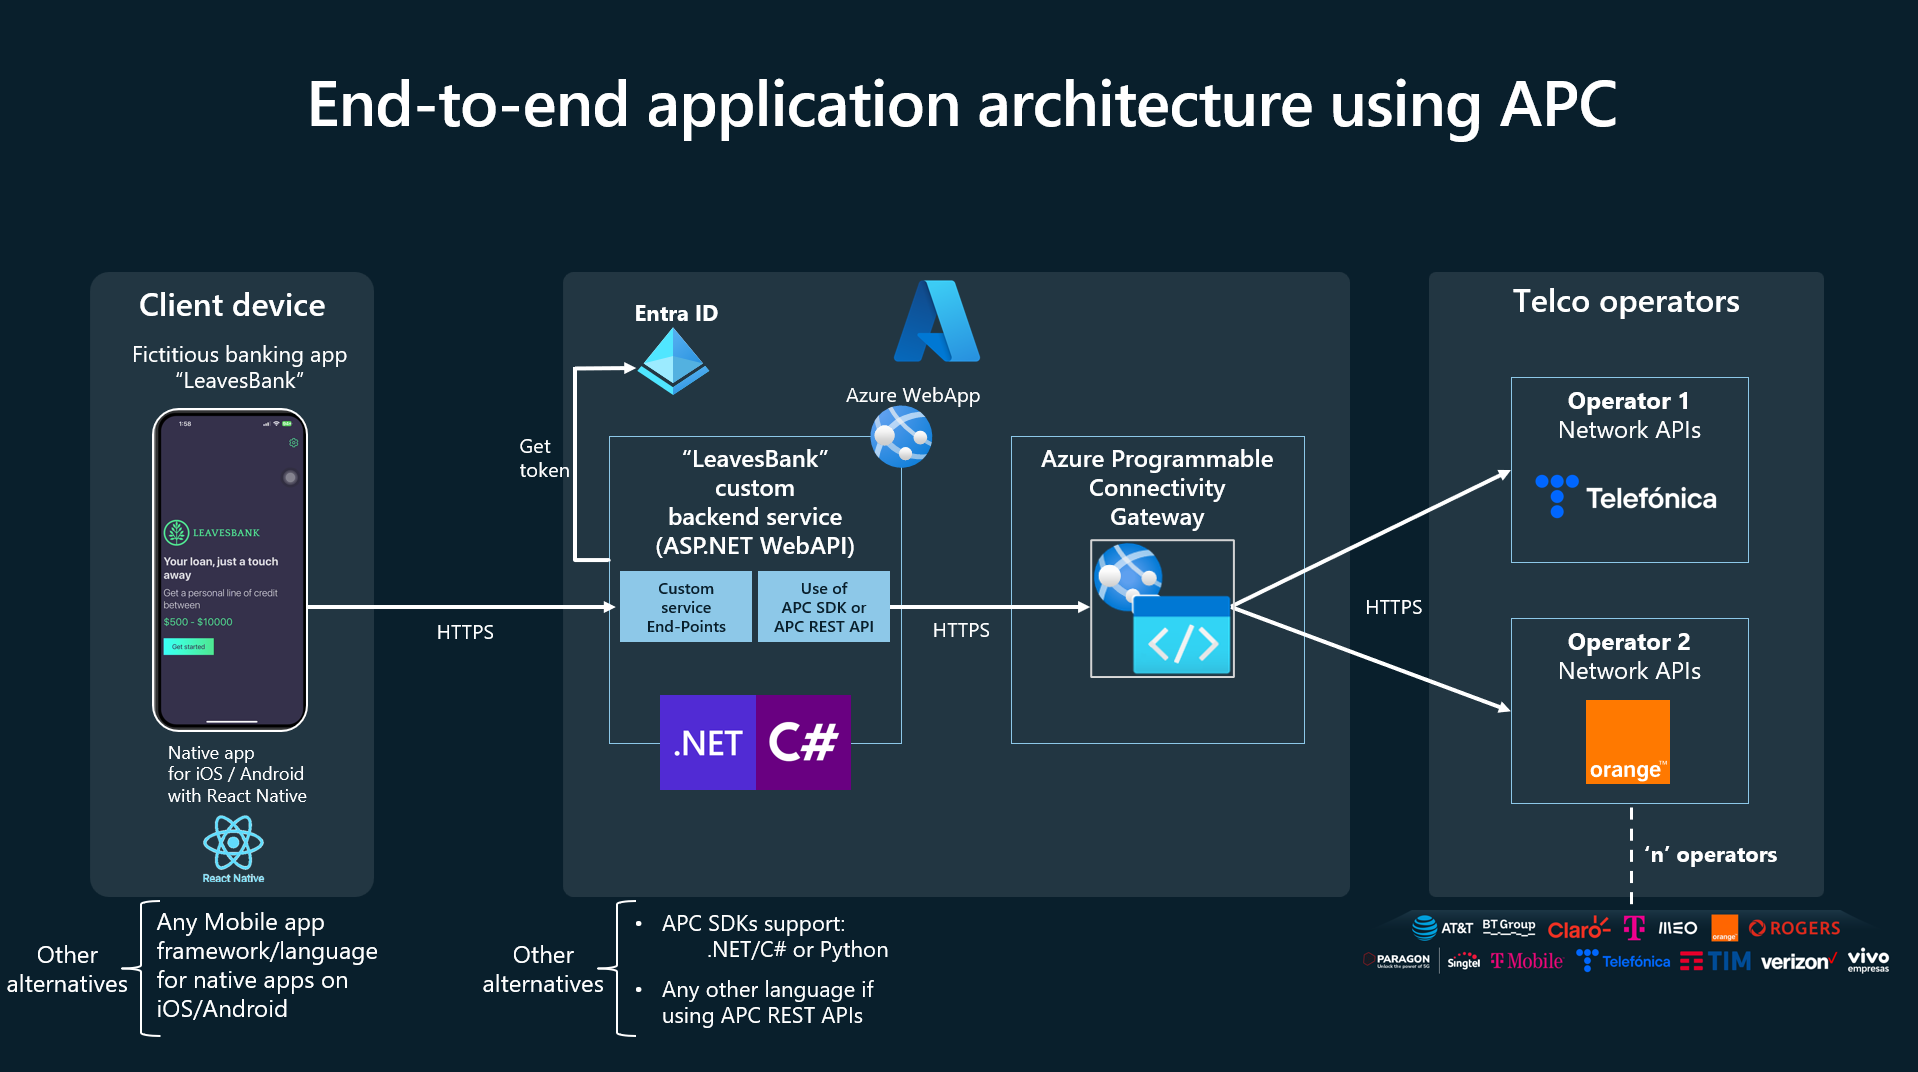 End-to-end application architecture using APC
Client device
Fictitious banking app
“LeavesBank”
1:58
LEAVESBANK
Your loan, just a touch
away
Get a personal line of credit
between
$500 - $10000
Get started
Native app
for iOS / Android
with React Native
React Native
Other
alternatives
Any Mobile app
framework/language
for native apps on
iOS/Android
HTTPS
Entra ID
Get
token
Azure WebApp
“LeavesBank”
custom
backend service
(ASP.NET WebAPI)
Custom
service
End-Points
Use of
APC SDK or
APC REST API
.NET
C#
HTTPS
Azure Programmable
Connectivity
Gateway
</>
Other
alternatives
• APC SDKs support:
.NET/C# or Python
• Any other language if
using APC REST APIs
HTTPS
Telco operators
Operator 1
Network APIs
Telefónica
Operator 2
Network APIs
orange™
‘n’ operators
AT&T BT Group Claro T MEO orange ROGERS
PARAGON
Unlock the power of 5G
Singtel T Mobile Telefónica TIM verizon✓ vivo
empresas